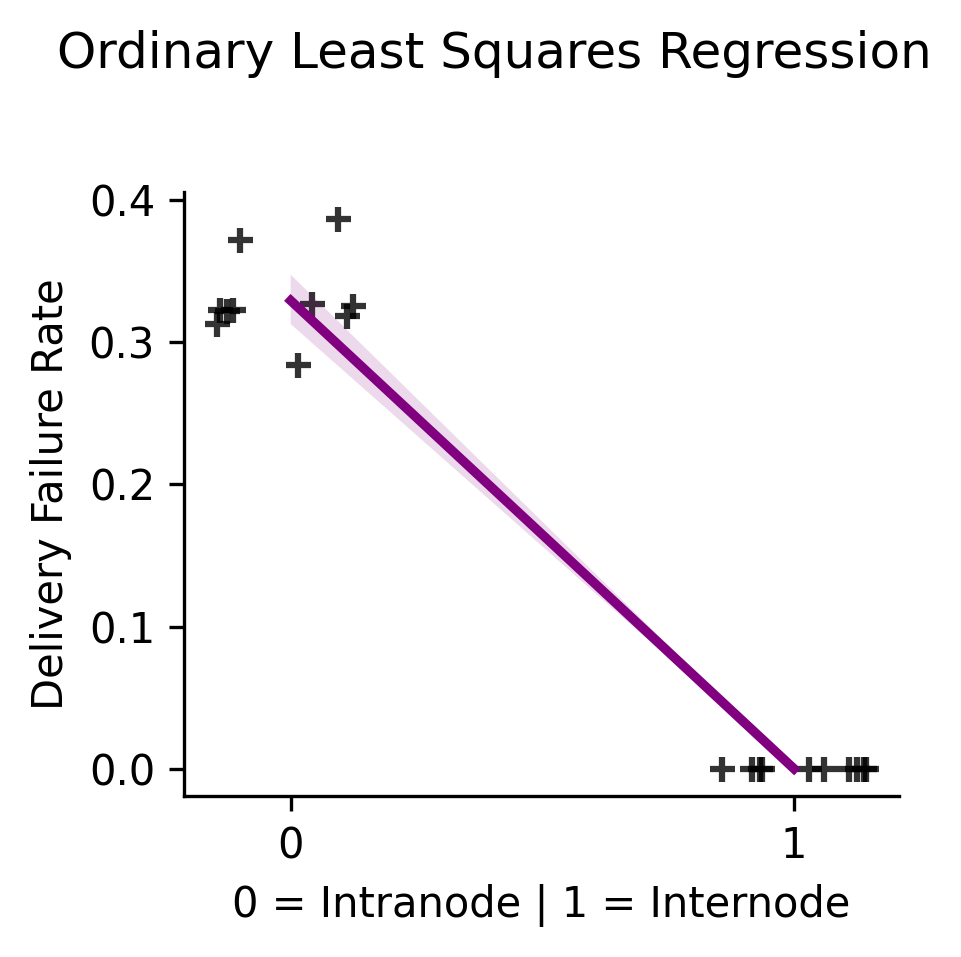 Ordinary Least Squares Regression
Delivery Failure Rate
0.4
0.3
0.2
0.1
0.0
0
1
0 = Intranode | 1 = Internode